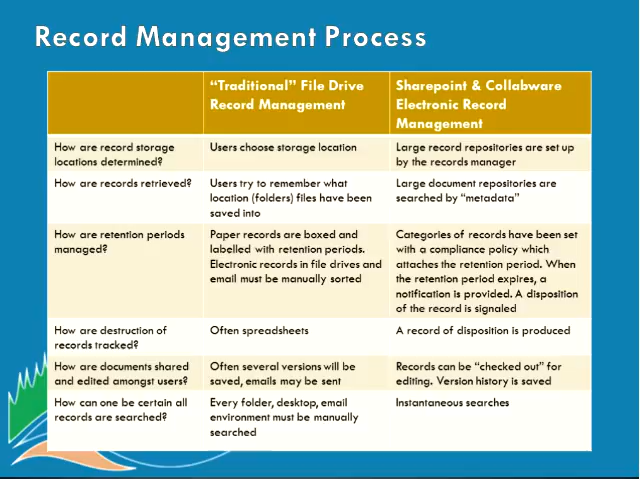 Record Management Process
"Traditional" File Drive
Record Management
Sharepoint & Collabware
Electronic Record
Management
How are record storage
locations determined?
Users choose storage location
Large record repositories are set up
by the records manager
How are records retrieved?
Users try to remember what
location (folders) files have been
saved into
Large document repositories are
searched by "metadata"
How are retention periods
managed?
Paper records are boxed and
labelled with retention periods.
Electronic records in file drives and
email must be manually sorted
Categories of records have been set
with a compliance policy which
attaches the retention period. When
the retention period expires, a
notification is provided. A disposition
of the record is signaled
How are destruction of
records tracked?
Often spreadsheets
A record of disposition is produced
How are documents shared
and edited amongst users?
Often several versions will be
saved, emails may be sent
Records can be "checked out" for
editing. Version history is saved
How can one be certain all
records are searched?
Every folder, desktop, email
environment must be manually
searched
Instantaneous searches